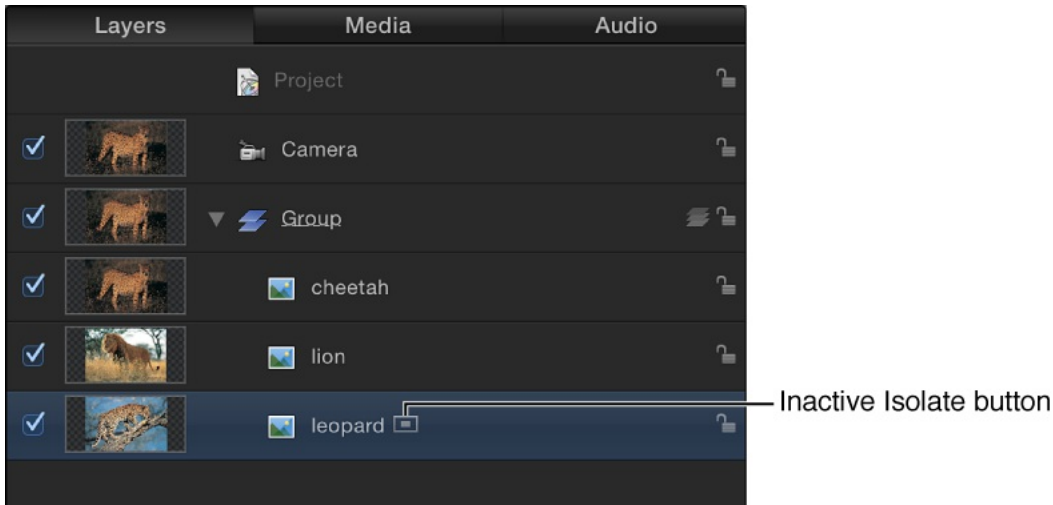 Layers Media Audio
Project
Camera
Group
cheetah
lion
leopard
Inactive Isolate button